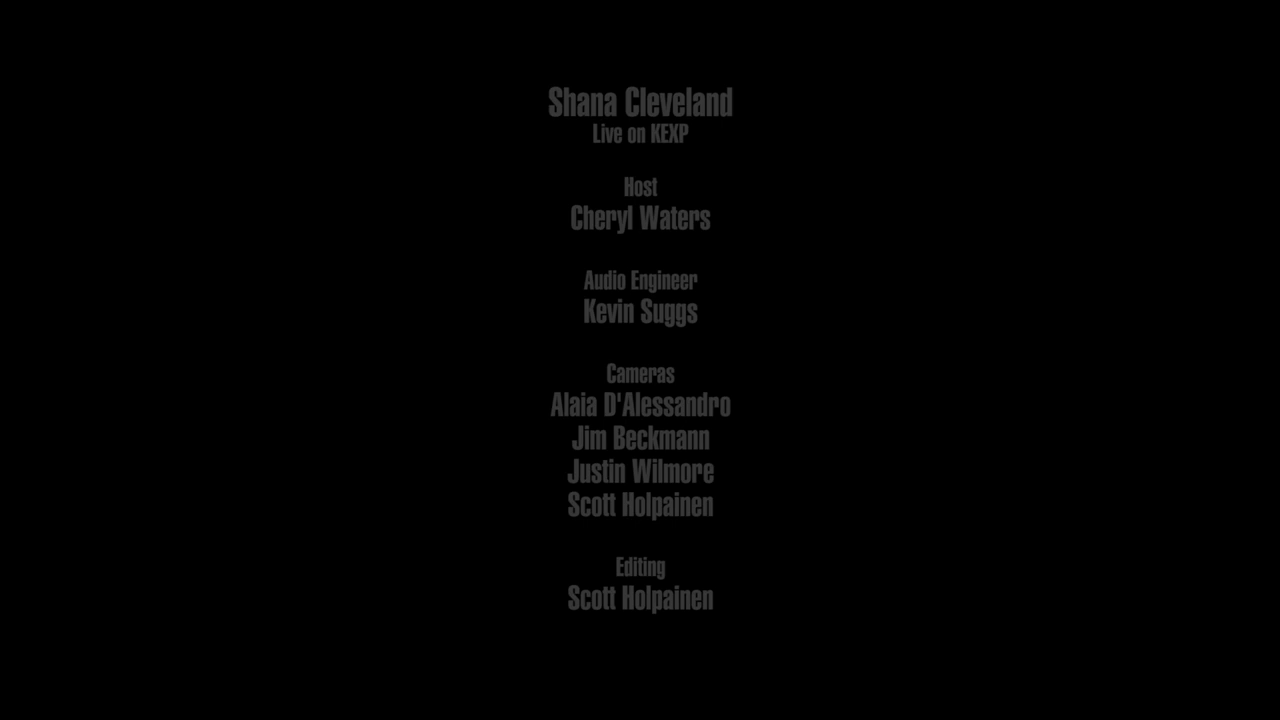 Shana Cleveland
Live on KEXP
Host
Cheryl Waters
Audio Engineer
Kevin Suggs
Cameras
Alaia D'Alessandro
Jim Beckmann
Justin Wilmore
Scott Holpainen
Editing
Scott Holpainen